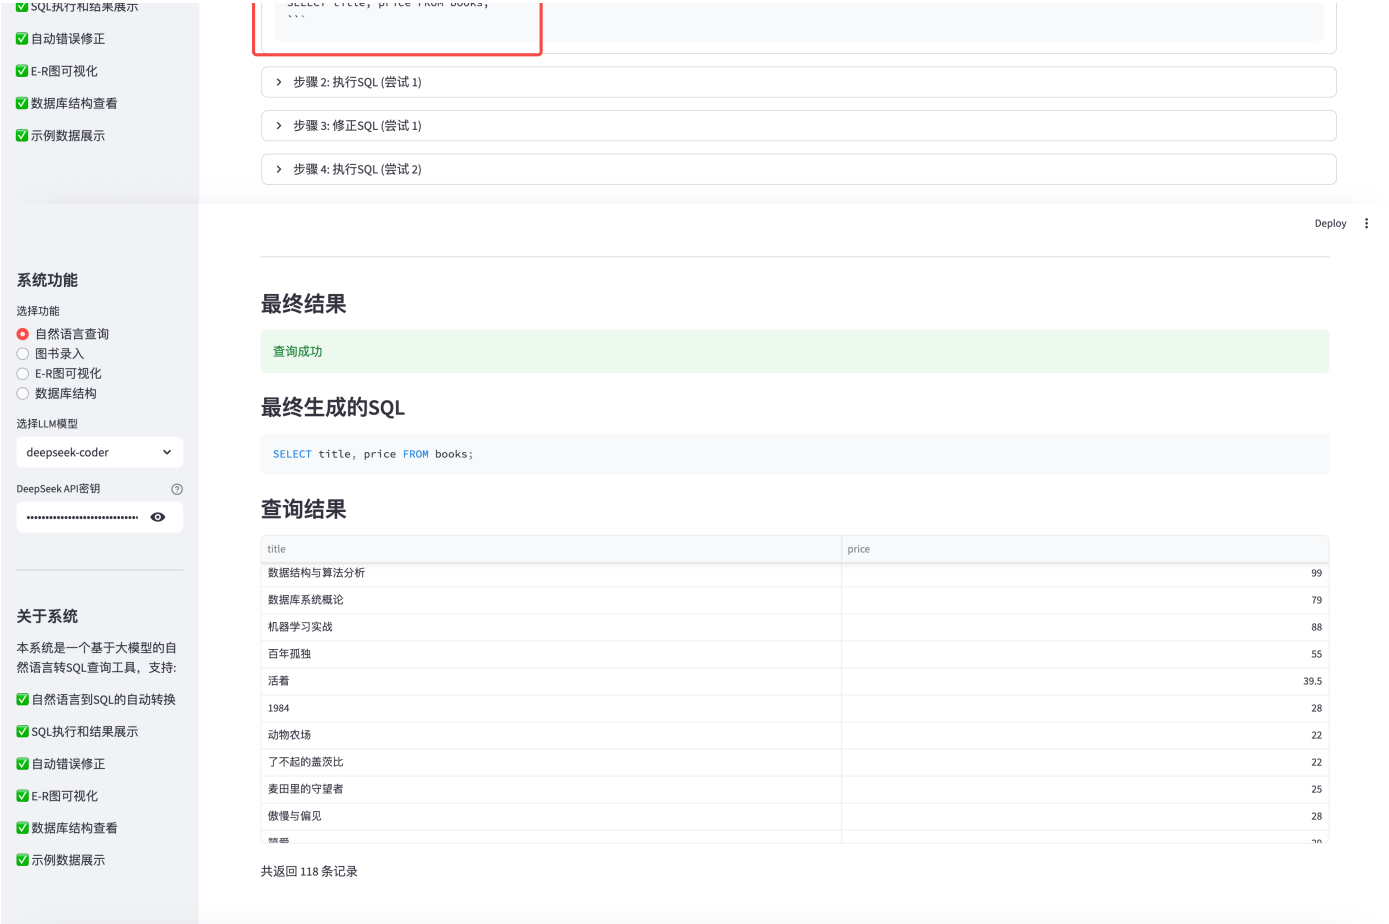 SQL执行和结果展示
自动错误修正
E-R图可视化
数据库结构查看
示例数据展示
SELECT title, price FROM books;
```
步骤 2: 执行SQL (尝试 1)
步骤 3: 修正SQL (尝试 1)
步骤 4: 执行SQL (尝试 2)
Deploy
系统功能
选择功能
自然语言查询
图书录入
E-R图可视化
数据库结构
选择LLM模型
deepseek-coder
DeepSeek API密钥
关于系统
本系统是一个基于大模型的自
然语言转SQL查询工具，支持:
自然语言到SQL的自动转换
SQL执行和结果展示
自动错误修正
E-R图可视化
数据库结构查看
示例数据展示
最终结果
查询成功
最终生成的SQL
SELECT title, price FROM books;
查询结果
title price
数据结构与算法分析 99
数据库系统概论 79
机器学习实战 88
百年孤独 55
活着 39.5
1984 28
动物农场 22
了不起的盖茨比 22
麦田里的守望者 25
傲慢与偏见 28
简爱
共返回 118 条记录